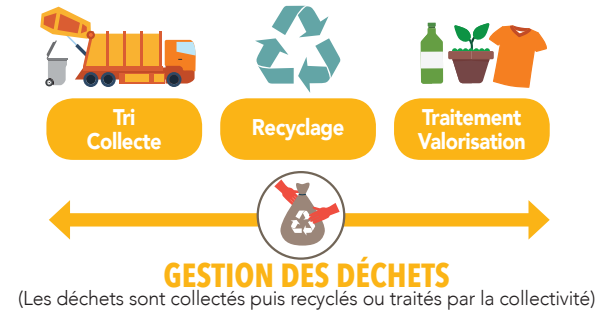 Tri
Collecte
Recyclage
Traitement
Valorisation
GESTION DES DÉCHETS
(Les déchets sont collectés puis recyclés ou traités par la collectivité)